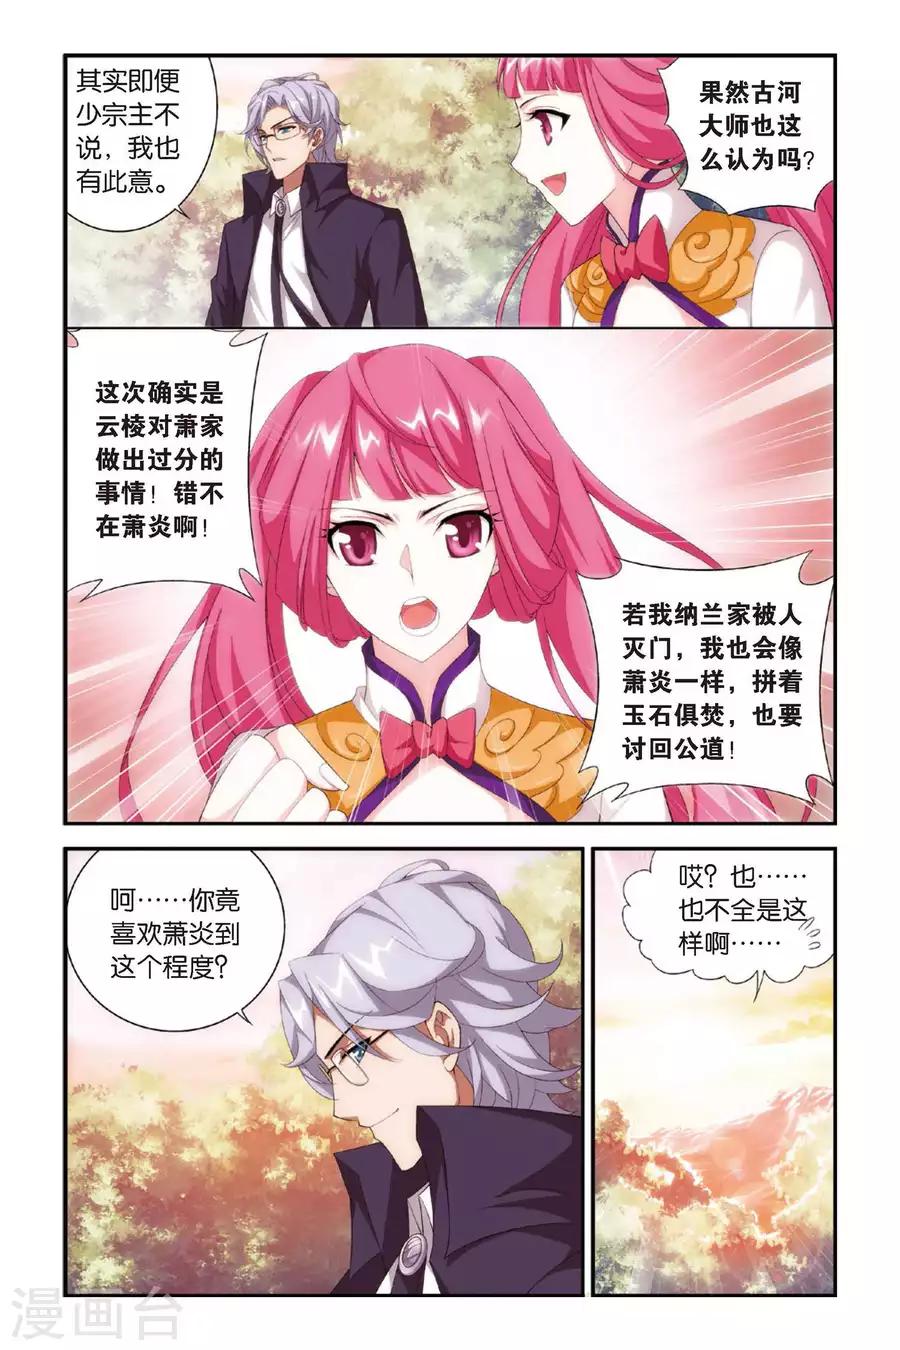 其实即便
少宗主不
说，我也
有此意。
果然古河
大师也这
么认为吗？
这次确实是
云棱对萧家
做出过分的
事情！错不
在萧炎啊！
若我纳兰家被人
灭门，我也会像
萧炎一样，拼着
玉石俱焚，也要
讨回公道！
呵……你竟
喜欢萧炎到
这个程度？
哎？也……
也不全是这
样啊……
漫画台